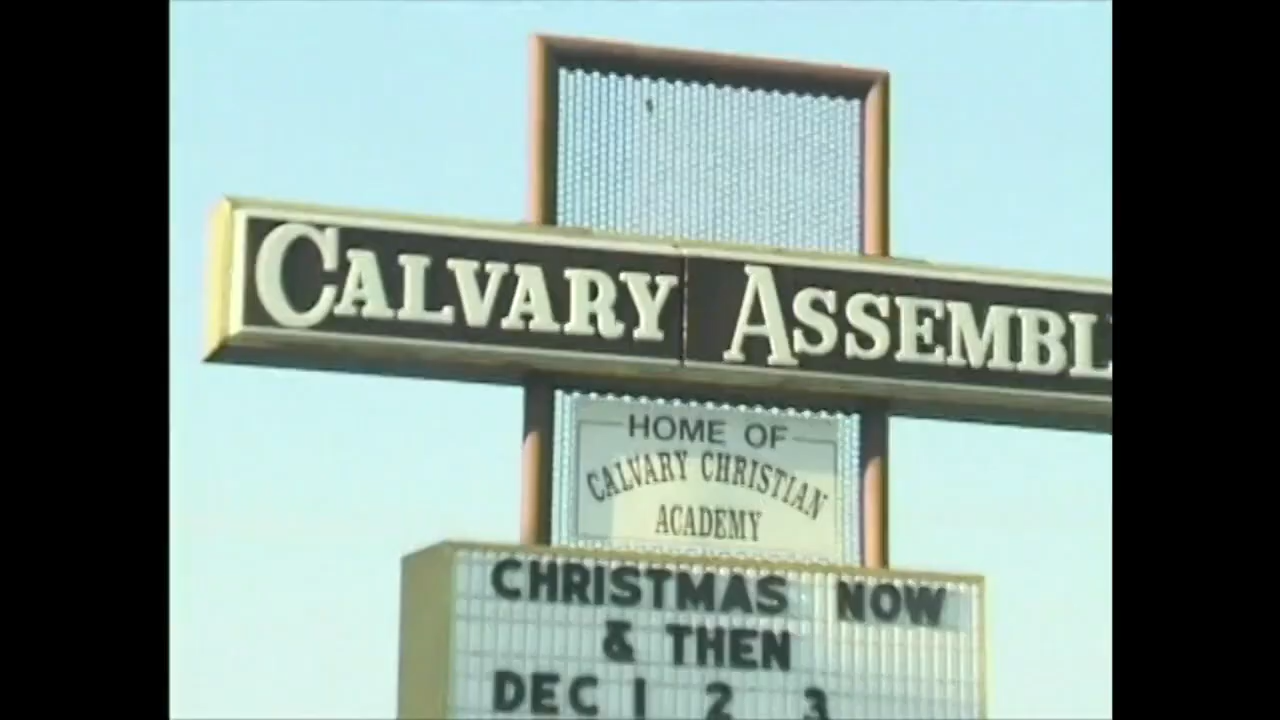 CALVARY ASSEMBL
HOME OF
CALVARY CHRISTIAN
ACADEMY
CHRISTMAS NOW
& THEN
DEC 1 2 3